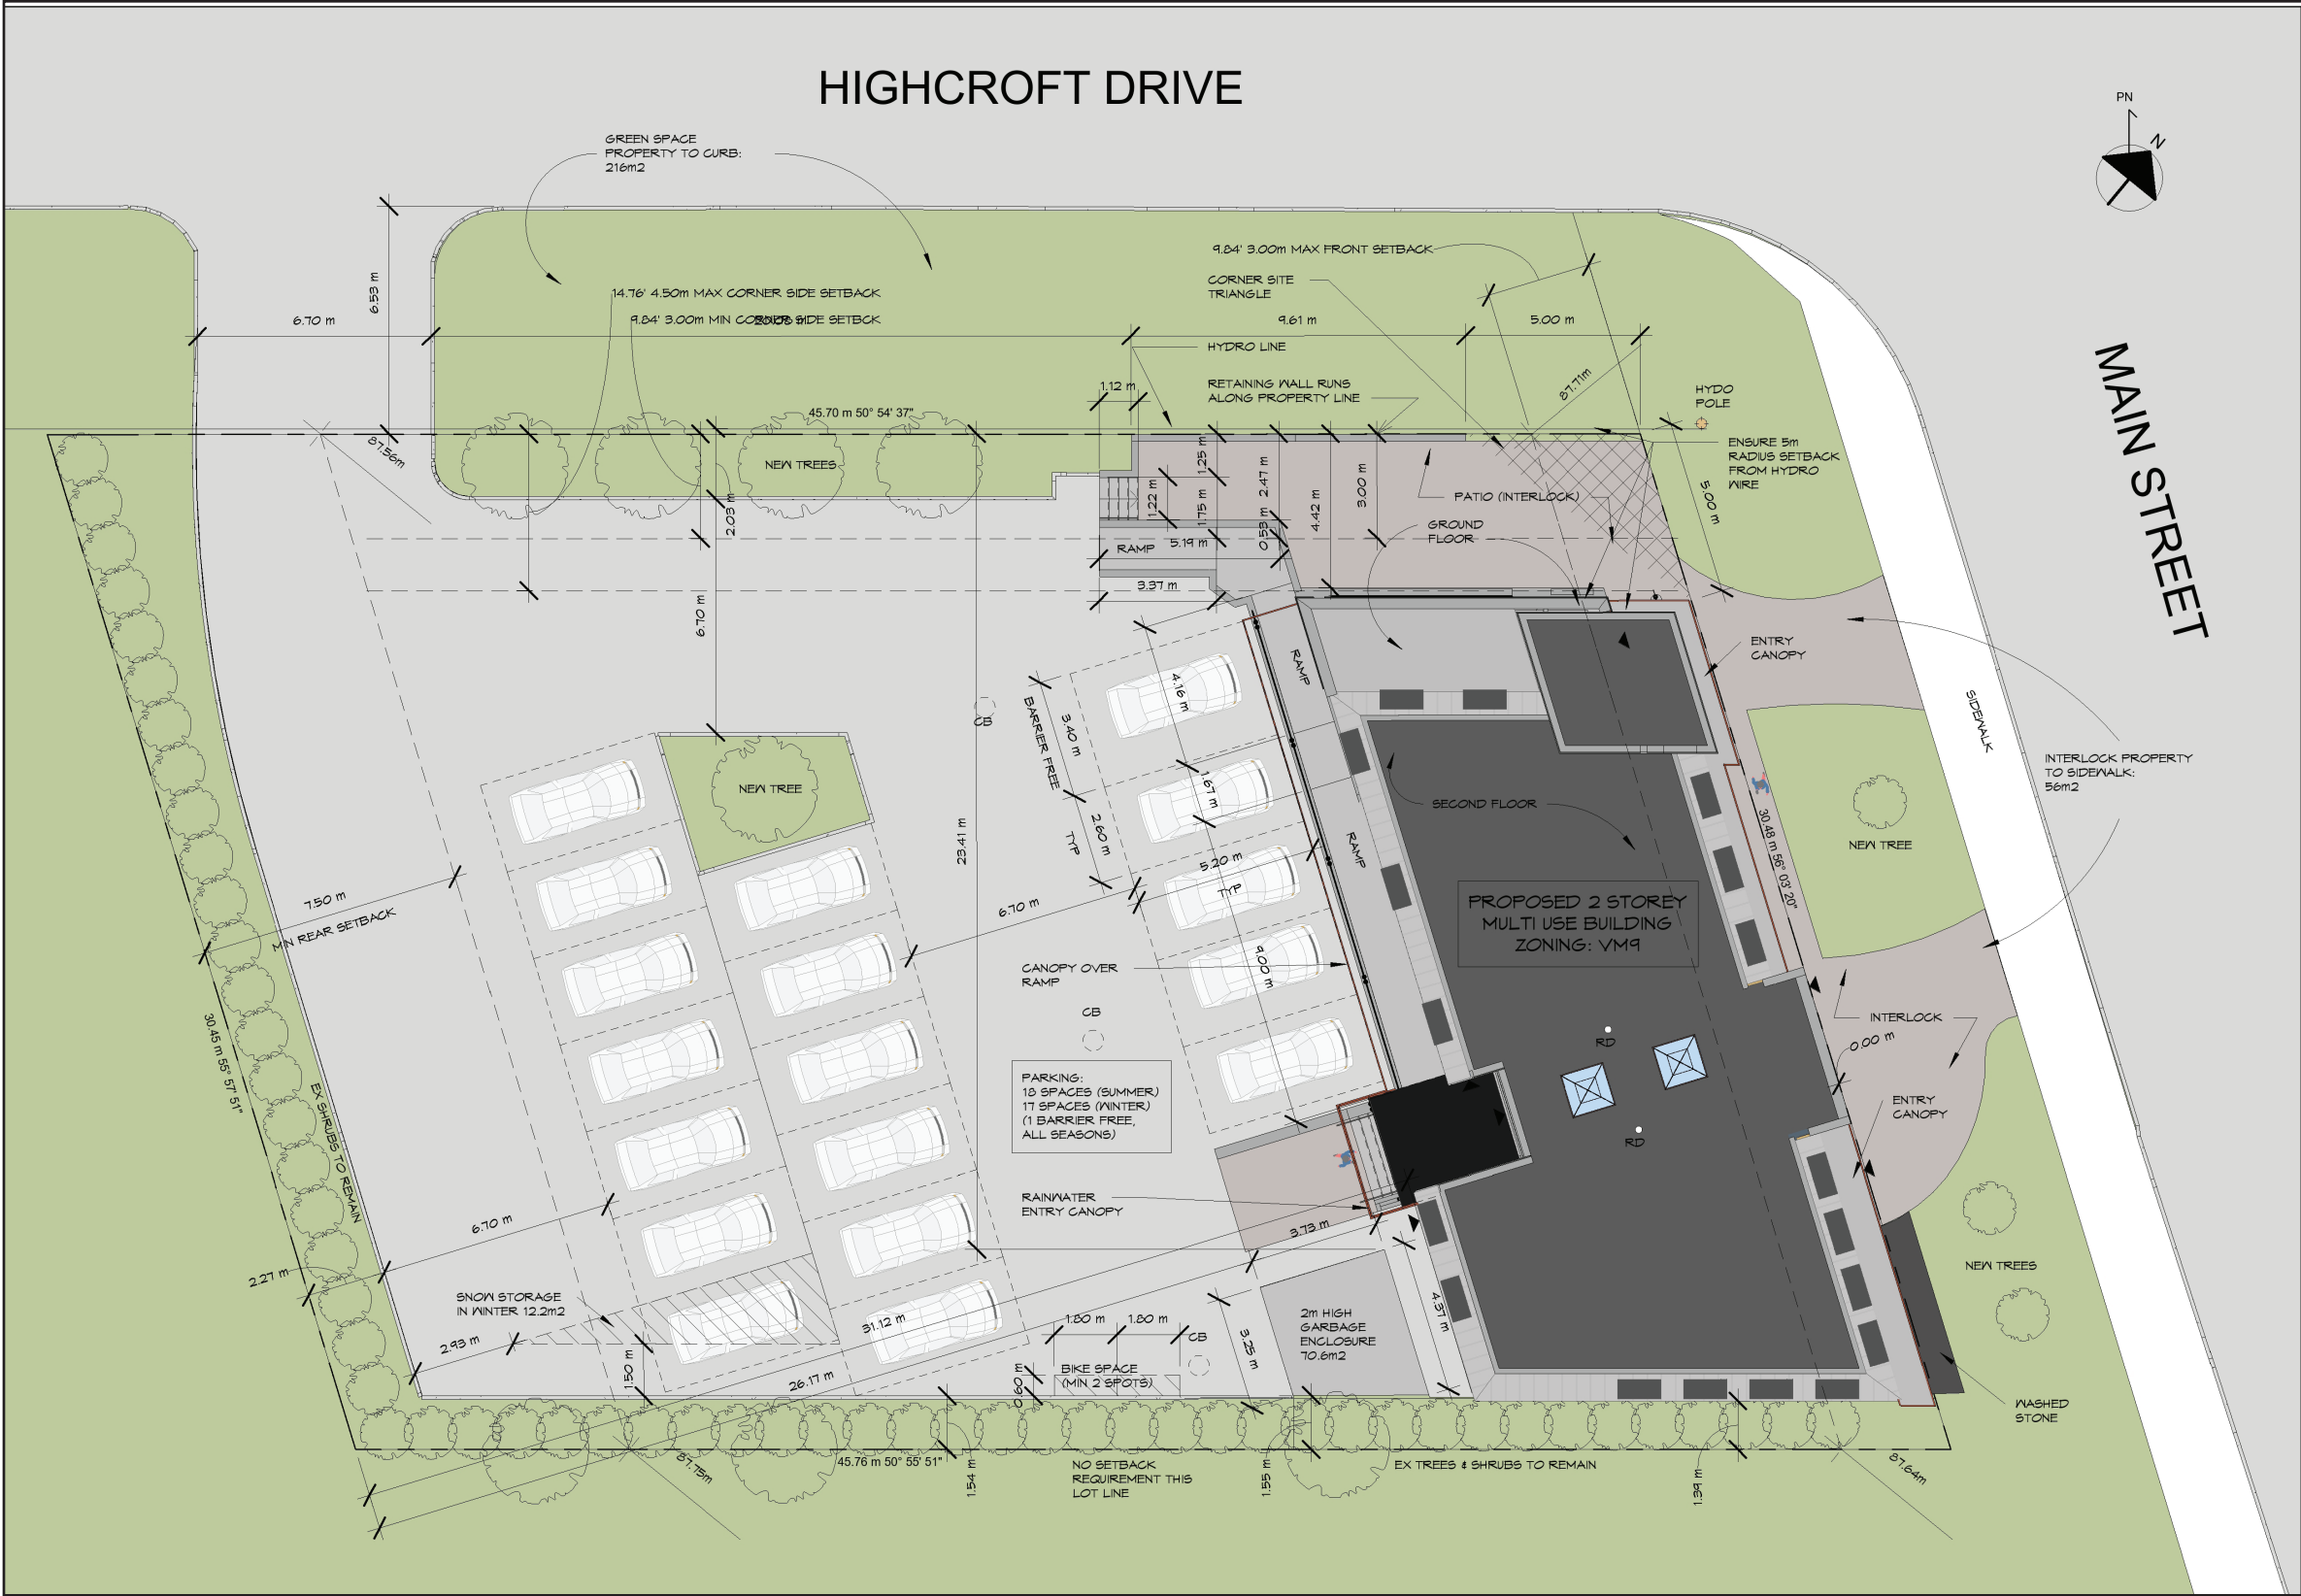 HIGHCROFT DRIVE
PN
N
GREEN SPACE
PROPERTY TO CURB:
216m2
6.53 m
6.70 m
14.76' 4.50m MAX CORNER SIDE SETBACK
9.84' 3.00m MIN CORNER SIDE SETBCK
9.84' 3.00m MAX FRONT SETBACK
CORNER SITE
TRIANGLE
9.61 m
5.00 m
HYDRO LINE
RETAINING WALL RUNS
ALONG PROPERTY LINE
1.12 m
87.71m
HYDO
POLE
MAIN STREET
45.70 m 50° 54' 37"
87.56m
NEW TREES
ENSURE 5m
RADIUS SETBACK
FROM HYDRO
WIRE
5.00 m
1.25 m
2.47 m
1.22 m
1.75 m
0.53 m
4.42 m
3.00 m
PATIO (INTERLOCK)
GROUND
FLOOR
2.03 m
RAMP
5.19 m
3.37 m
6.70 m
ENTRY
CANOPY
RAMP
4.16 m
BARRIER FREE
3.40 m
CB
SIDEWALK
INTERLOCK PROPERTY
TO SIDEWALK:
56m2
NEW TREE
1.67 m
2.60 m
TYP
SECOND FLOOR
RAMP
23.41 m
5.20 m
TYP
30.48 m 56° 03' 20"
NEW TREE
7.50 m
MIN REAR SETBACK
6.70 m
PROPOSED 2 STOREY
MULTI USE BUILDING
ZONING: VM9
9.00 m
CANOPY OVER
RAMP
CB
INTERLOCK
0.00 m
RD
30.45 m 55° 57' 51"
EX SHRUBS TO REMAIN
PARKING:
18 SPACES (SUMMER)
17 SPACES (WINTER)
(1 BARRIER FREE,
ALL SEASONS)
ENTRY
CANOPY
RD
RAINWATER
ENTRY CANOPY
6.70 m
3.73 m
2.27 m
NEW TREES
SNOW STORAGE
IN WINTER 12.2m2
2.93 m
31.12 m
1.80 m
1.80 m
CB
2m HIGH
GARBAGE
ENCLOSURE
70.6m2
4.37 m
3.25 m
1.50 m
26.17 m
0.60 m
BIKE SPACE
(MIN 2 SPOTS)
WASHED
STONE
45.76 m 50° 55' 51"
87.75m
1.54 m
NO SETBACK
REQUIREMENT THIS
LOT LINE
1.55 m
EX TREES & SHRUBS TO REMAIN
1.39 m
87.64m